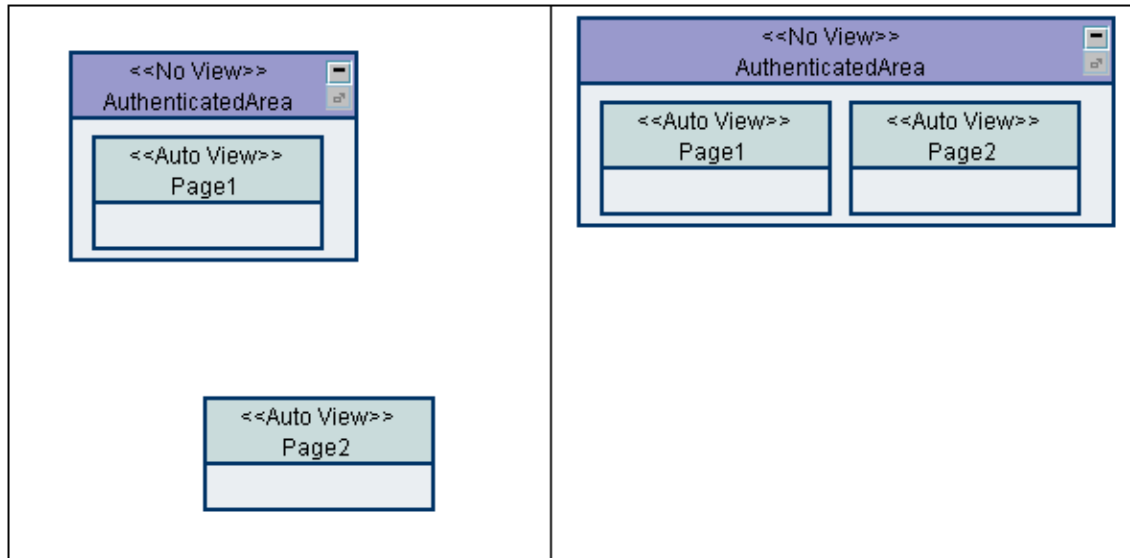 <<No View>>
AuthenticatedArea
<<Auto View>>
Page1
<<Auto View>>
Page2
<<No View>>
AuthenticatedArea
<<Auto View>>
Page1
<<Auto View>>
Page2